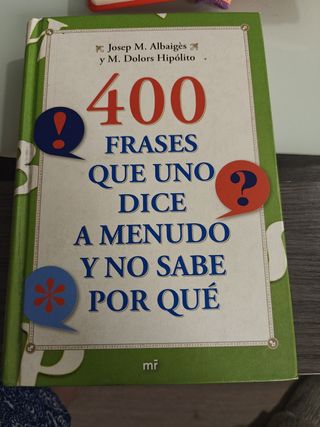 Josep M. Albaigès
y M. Dolors Hipólito
400
FRASES
!
QUE UNO
?
DICE
A MENUDO
Y NO SABE
*
POR QUÉ
mr